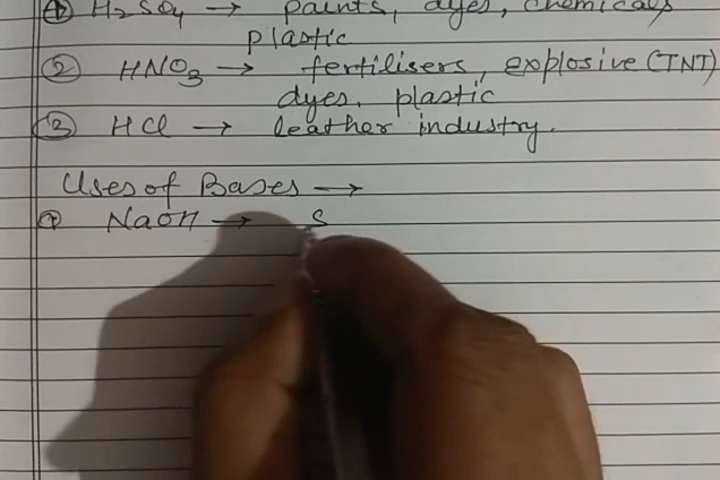 ① H₂SO₄ → paints, dyes, chemicals
plastic
② HNO₃ → fertilisers, explosive (TNT)
dyes, plastic
③ HCl → leather industry.
Uses of Bases →
① NaOH → S